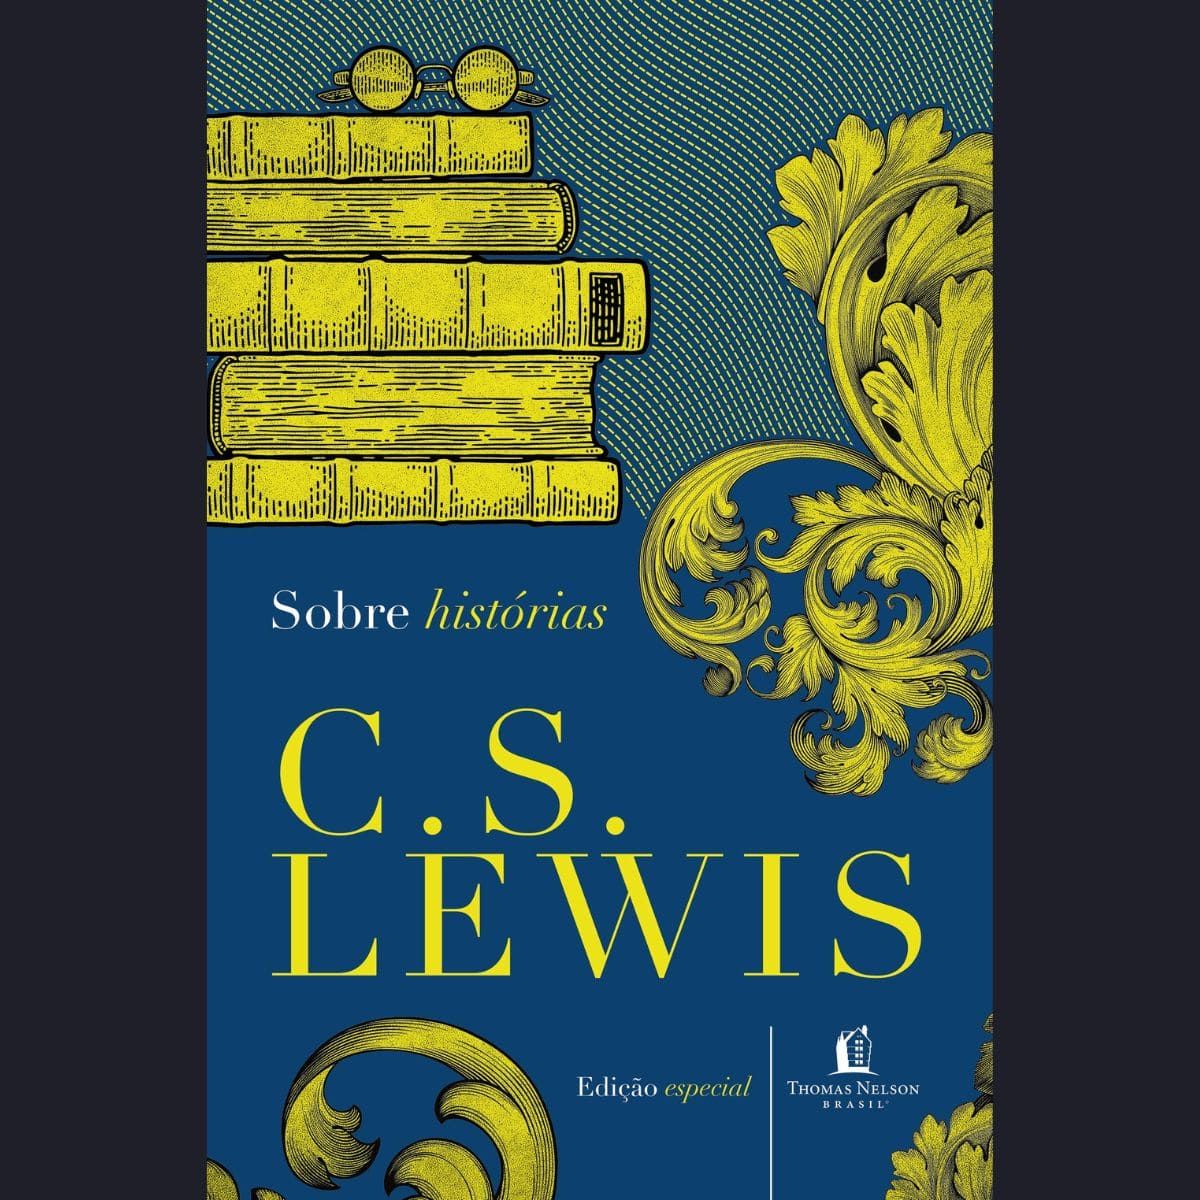 Sobre histórias
C.S.
LEWIS
Edição especial
THOMAS NELSON
BRASIL®